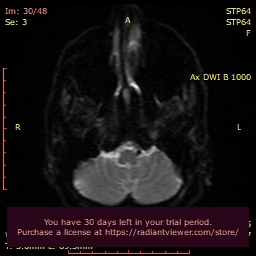 Im: 30/48
Se: 3
A
STP64
STP64
F
Ax DWI B 1000
R
L
You have 30 days left in your trial period.
Purchase a license at https://radiantviewer.com/store/